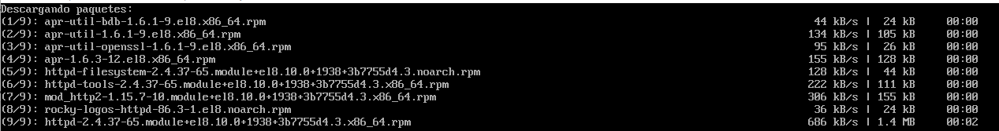 Descargando paquetes:
(1/9): apr-util-bdb-1.6.1-9.el8.x86_64.rpm 44 kB/s | 24 kB 00:00
(2/9): apr-util-1.6.1-9.el8.x86_64.rpm 134 kB/s | 105 kB 00:00
(3/9): apr-util-openssl-1.6.1-9.el8.x86_64.rpm 95 kB/s | 26 kB 00:00
(4/9): apr-1.6.3-12.el8.x86_64.rpm 155 kB/s | 128 kB 00:00
(5/9): httpd-filesystem-2.4.37-65.module+el8.10.0+1938+3b7755d4.3.noarch.rpm 128 kB/s | 44 kB 00:00
(6/9): httpd-tools-2.4.37-65.module+el8.10.0+1938+3b7755d4.3.x86_64.rpm 222 kB/s | 111 kB 00:00
(7/9): mod_http2-1.15.7-10.module+el8.10.0+1938+3b7755d4.3.x86_64.rpm 306 kB/s | 155 kB 00:00
(8/9): rocky-logos-httpd-86.3-1.el8.noarch.rpm 36 kB/s | 24 kB 00:00
(9/9): httpd-2.4.37-65.module+el8.10.0+1938+3b7755d4.3.x86_64.rpm 686 kB/s | 1.4 MB 00:02